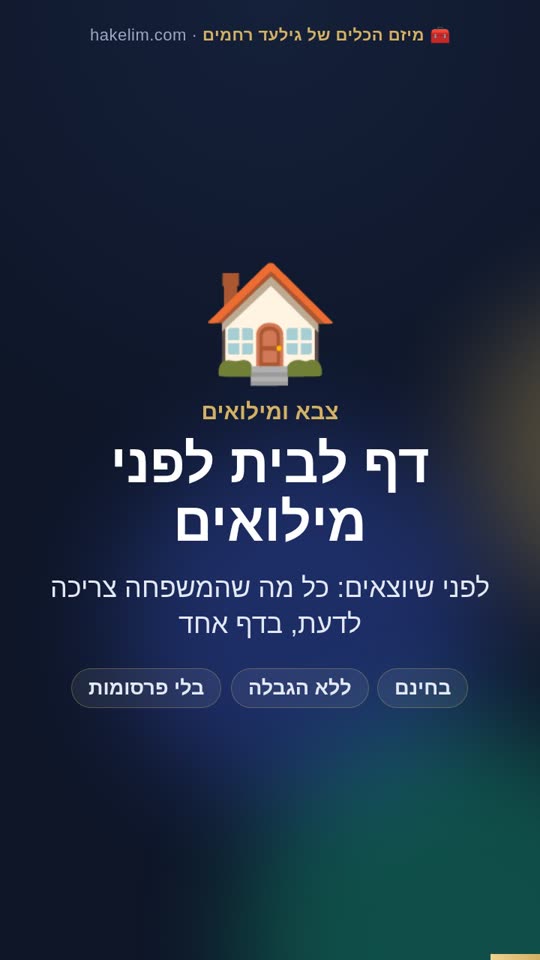 🧰 מיזם הכלים של גילעד רחמים · hakelim.com
צבא ומילואים
דף לבית לפני
מילואים
לפני שיוצאים: כל מה שהמשפחה צריכה
לדעת, בדף אחד
בחינם
ללא הגבלה
בלי פרסומות